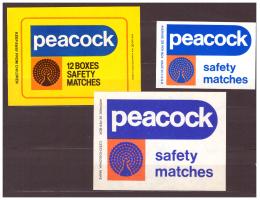 peacock
12 BOXES
SAFETY
MATCHES
peacock
safety
matches
peacock
safety
matches